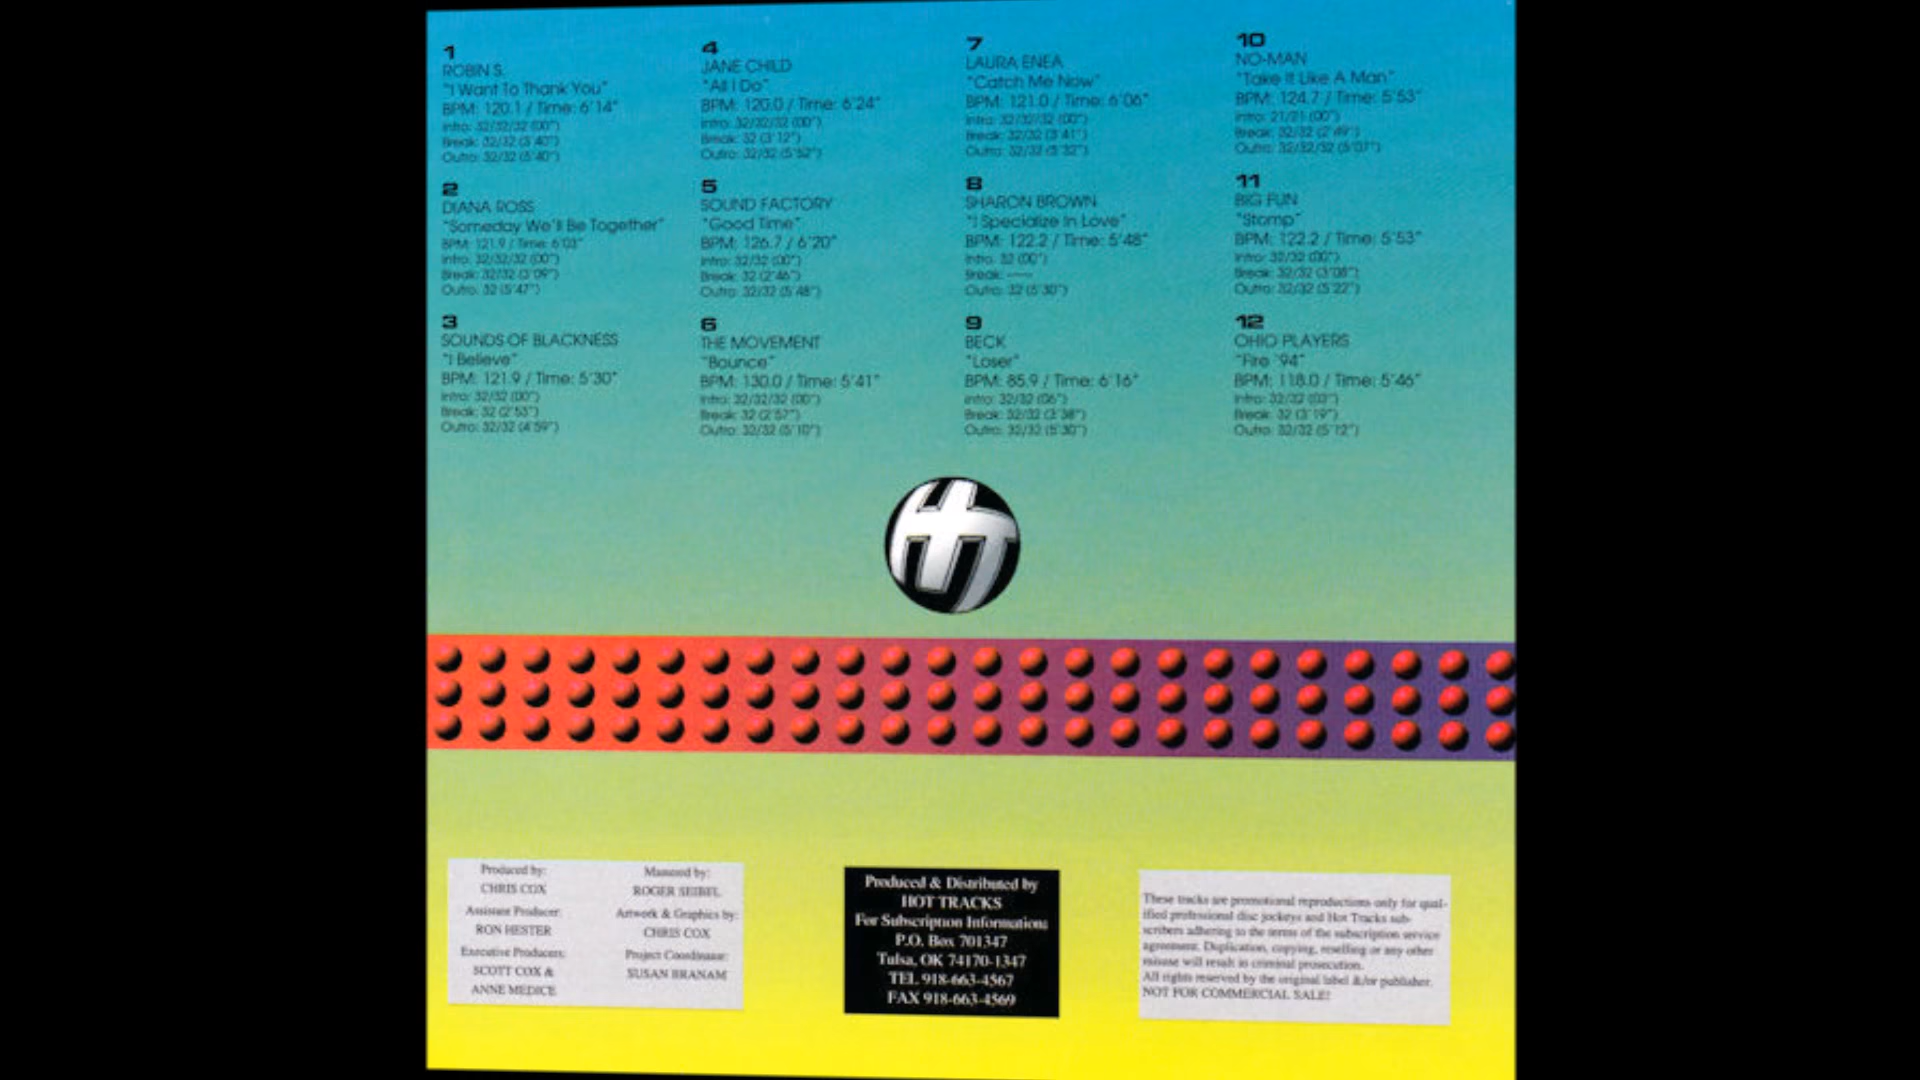 1
ROBIN S.
"I Want To Thank You"
BPM: 120.1 / Time: 6'14"
Intro: 32/32/32 (00")
Break: 32/32 (3'40")
Outro: 32/32 (5'40")
2
DIANA ROSS
"Someday We'll Be Together"
BPM: 121.9 / Time: 6'03"
Intro: 32/32/32 (00")
Break: 32/32 (3'09")
Outro: 32 (5'47")
3
SOUNDS OF BLACKNESS
"I Believe"
BPM: 121.9 / Time: 5'30"
Intro: 32/32 (00")
Break: 32 (2'53")
Outro: 32/32 (4'59")
4
JANE CHILD
"All I Do"
BPM: 120.0 / Time: 6'24"
Intro: 32/32/32 (00")
Break: 32 (3'12")
Outro: 32/32 (5'52")
5
SOUND FACTORY
"Good Time"
BPM: 126.7 / 6'20"
Intro: 32/32 (00")
Break: 32 (2'46")
Outro: 32/32 (5'48")
6
THE MOVEMENT
"Bounce"
BPM: 130.0 / Time: 5'41"
Intro: 32/32/32 (00")
Break: 32 (2'57")
Outro: 32/32 (5'10")
7
LAURA ENEA
"Catch Me Now"
BPM: 121.0 / Time: 6'06"
Intro: 32/32/32 (00")
Break: 32/32 (3'41")
Outro: 32/32 (5'32")
8
SHARON BROWN
"I Specialize In Love"
BPM: 122.2 / Time: 5'48"
Intro: 32 (00")
Break: ----
Outro: 32 (5'30")
9
BECK
"Loser"
BPM: 85.9 / Time: 6'16"
Intro: 32/32 (06")
Break: 32/32 (3'38")
Outro: 32/32 (5'30")
10
NO-MAN
"Take It Like A Man"
BPM: 124.7 / Time: 5'53"
Intro: 21/21 (00")
Break: 32/32 (2'49")
Outro: 32/32/32 (5'07")
11
BIG FUN
"Stomp"
BPM: 122.2 / Time: 5'53"
Intro: 32/32 (00")
Break: 32/32 (3'08")
Outro: 32/32 (5'22")
12
OHIO PLAYERS
"Fire '94"
BPM: 118.0 / Time: 5'46"
Intro: 32/32 (03")
Break: 32 (3'19")
Outro: 32/32 (5'12")
Produced by:
CHRIS COX
Assistant Producer:
RON HESTER
Executive Producers:
SCOTT COX &
ANNE MEDICE
Mastered by:
ROGER SEIBEL
Artwork & Graphics by:
CHRIS COX
Project Coordinator:
SUSAN BRANAM
Produced & Distributed by
HOT TRACKS
For Subscription Informations
P.O. Box 701347
Tulsa, OK 74170-1347
TEL 918-663-4567
FAX 918-663-4569
These tracks are promotional reproductions only for qual-
ified professional disc jockeys and Hot Tracks sub-
scribers adhering to the terms of the subscription service
agreement. Duplication, copying, reselling or any other
misuse will result in criminal prosecution.
All rights reserved by the original label &/or publisher.
NOT FOR COMMERCIAL SALE!